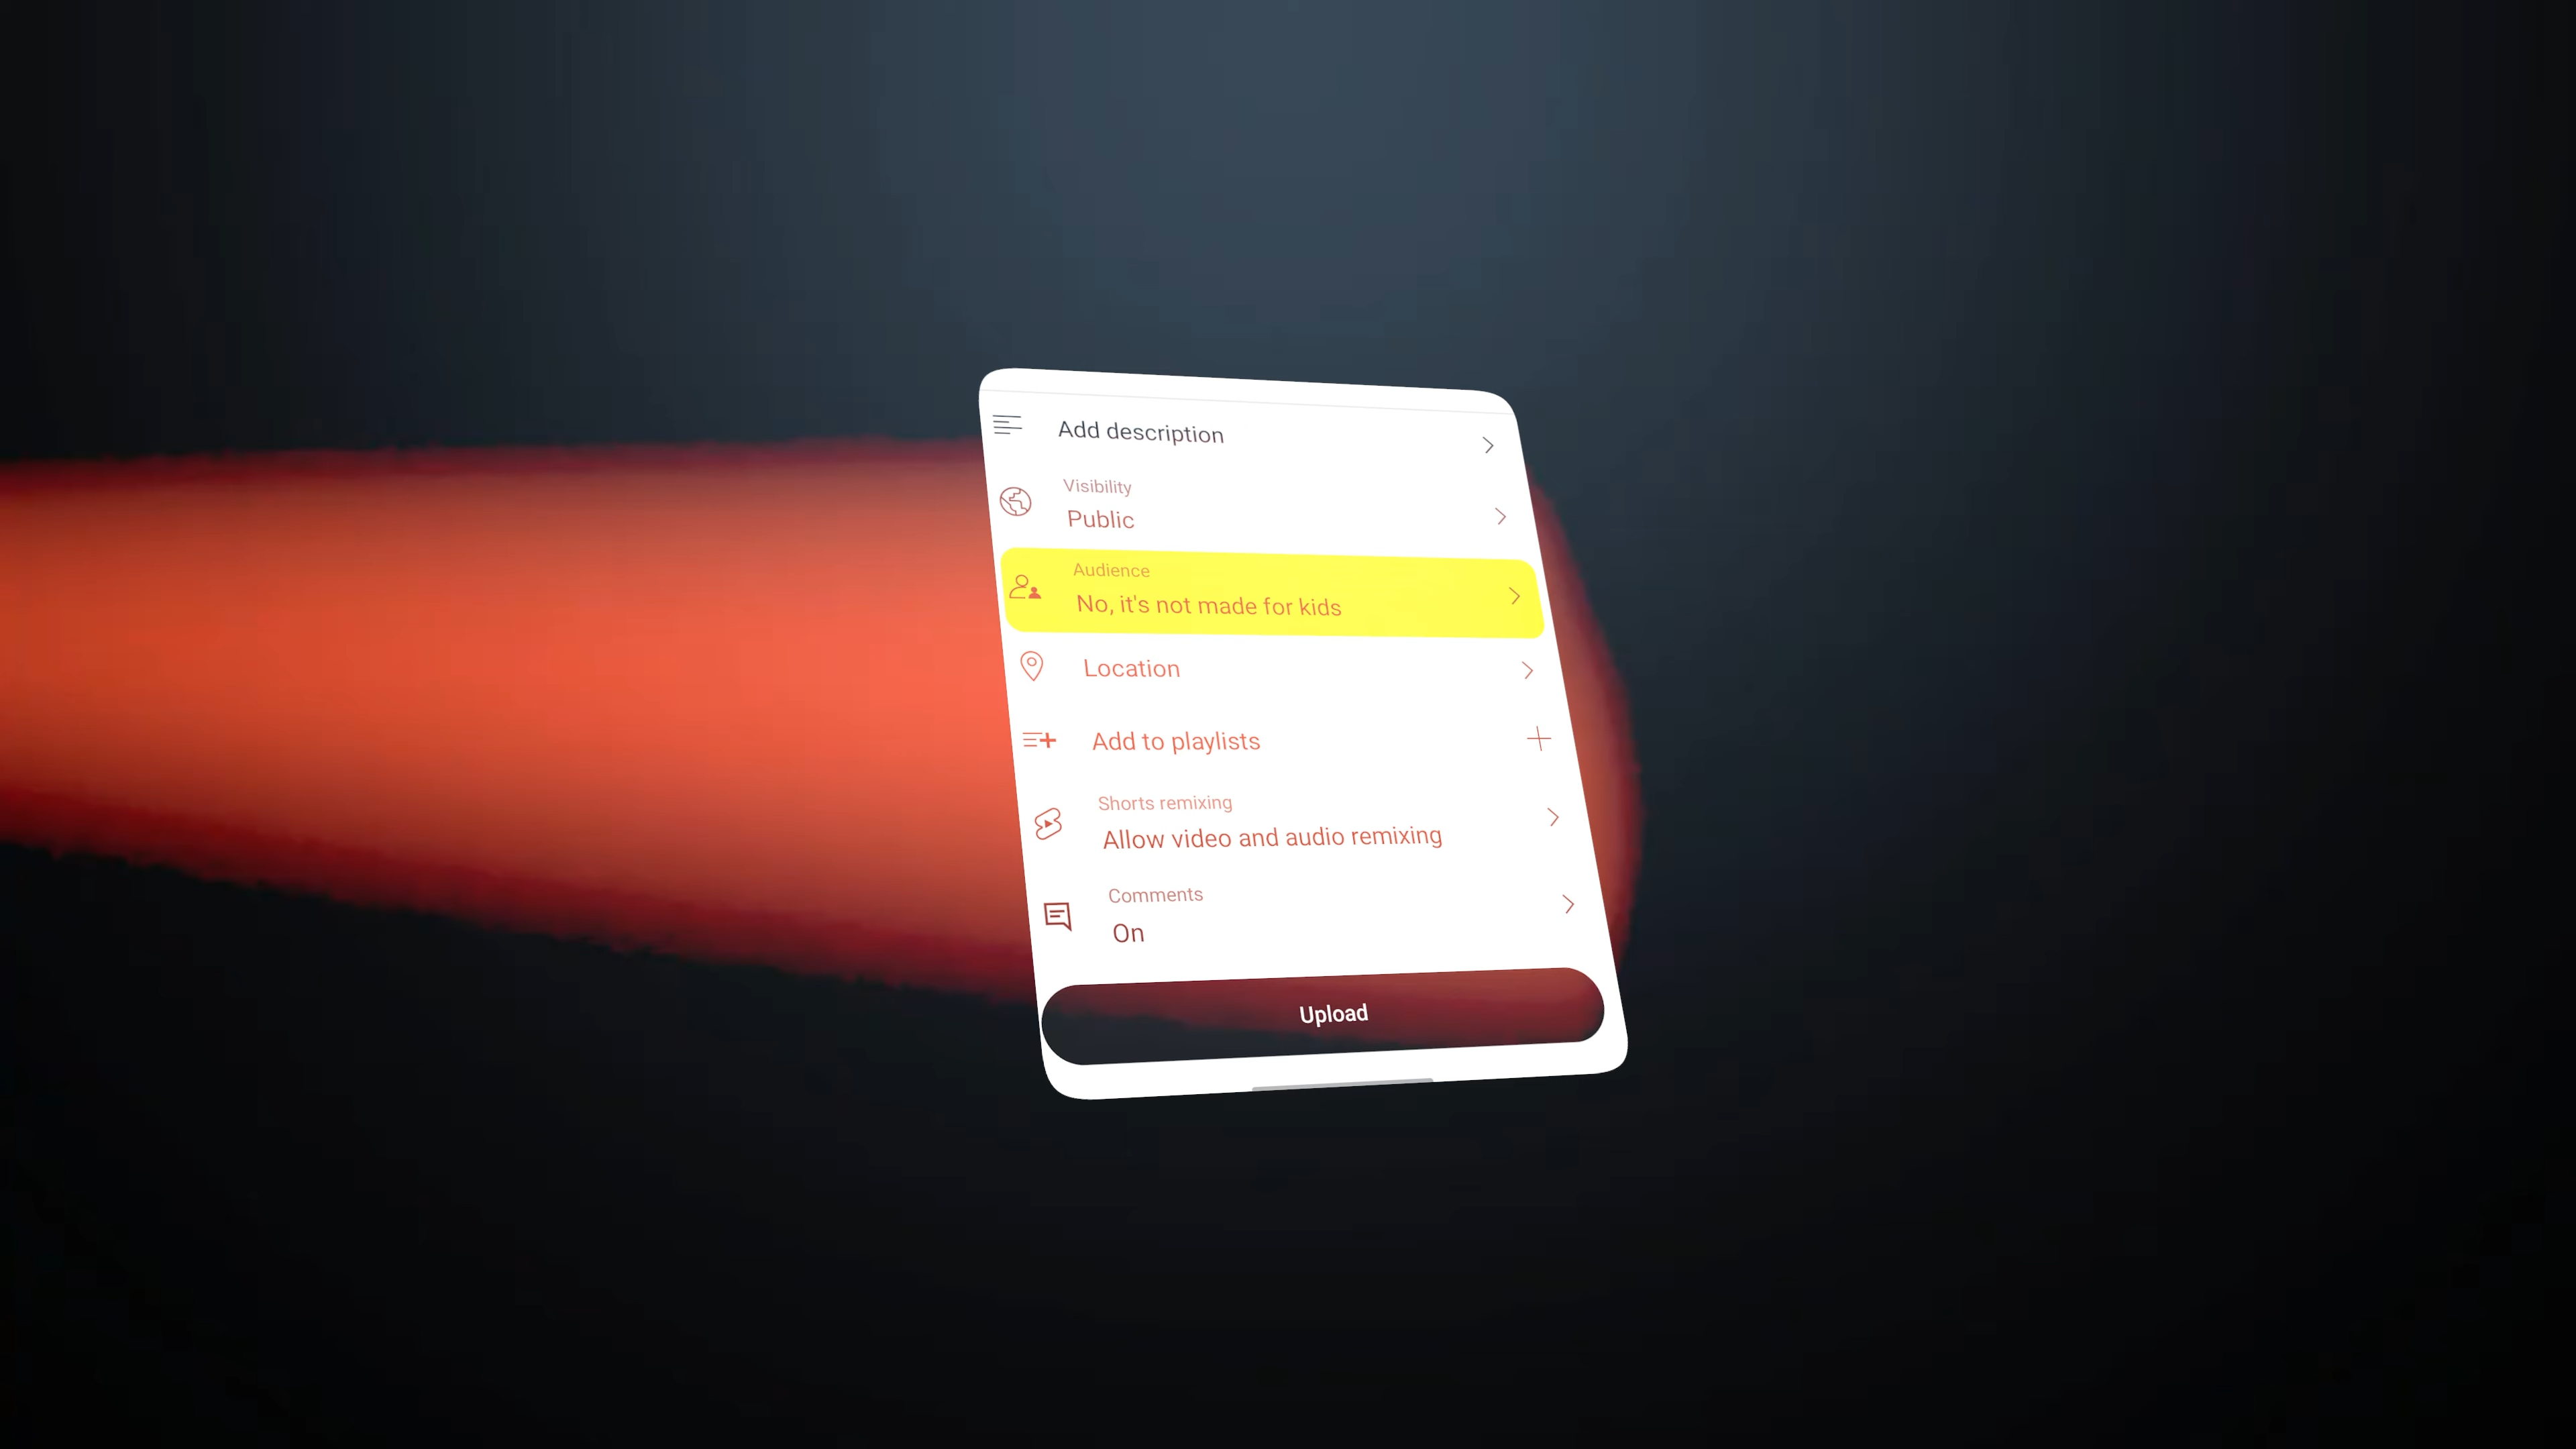 Add description
Visibility
Public
Audience
No, it's not made for kids
Location
Add to playlists
Shorts remixing
Allow video and audio remixing
Comments
On
Upload